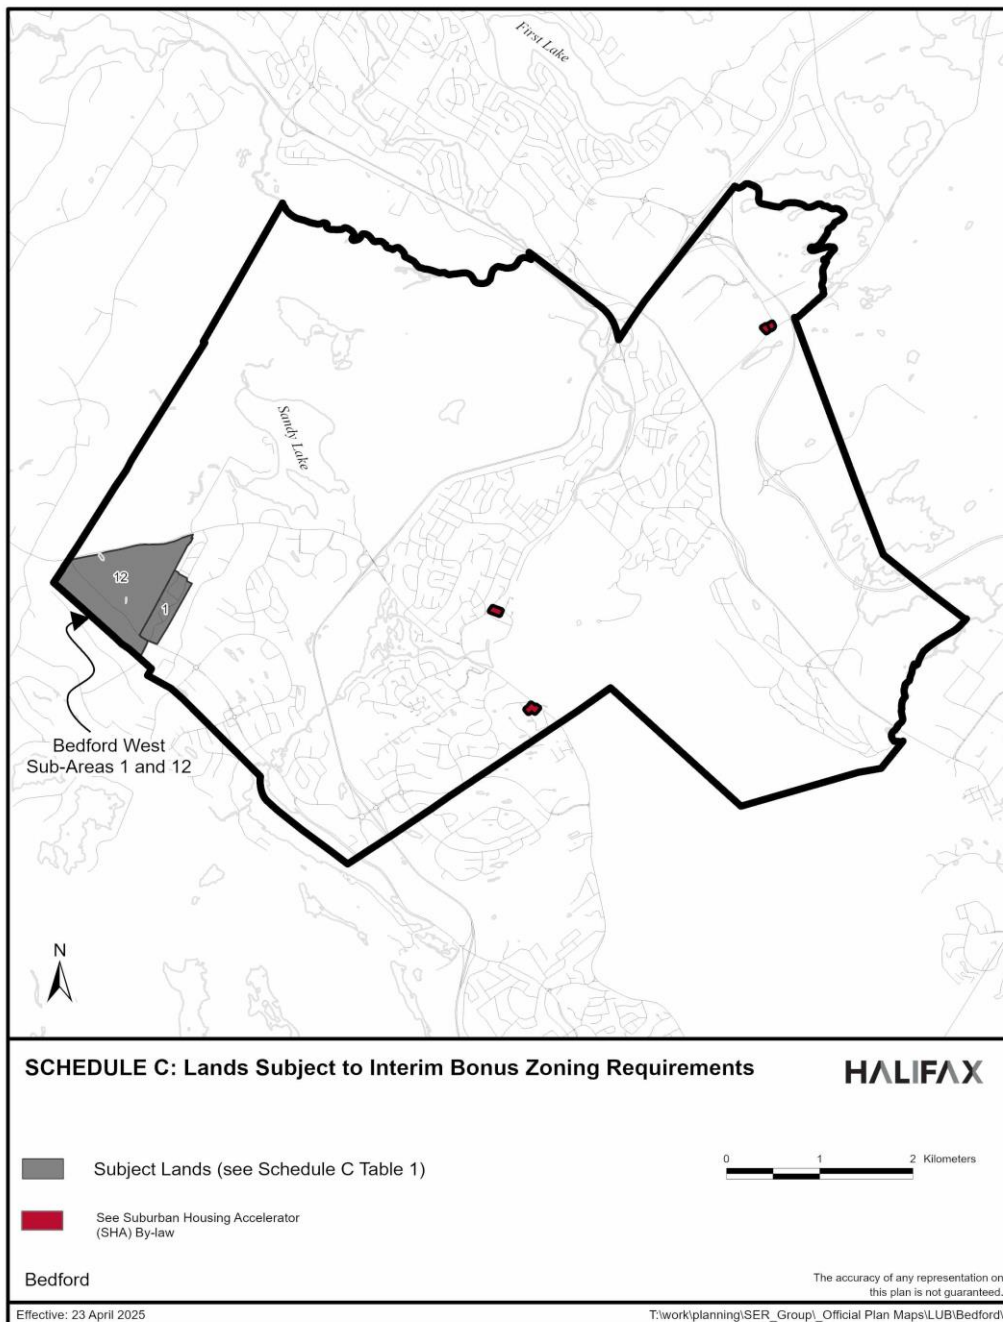 First Lake
Sandy Lake
12
1
Bedford West
Sub-Areas 1 and 12
N
SCHEDULE C: Lands Subject to Interim Bonus Zoning Requirements
HALIFAX
Subject Lands (see Schedule C Table 1)
0 1 2 Kilometers
See Suburban Housing Accelerator
(SHA) By-law
Bedford
The accuracy of any representation on
this plan is not guaranteed.
Effective: 23 April 2025
T:\work\planning\SER_Group\_Official Plan Maps\LUB\Bedford\